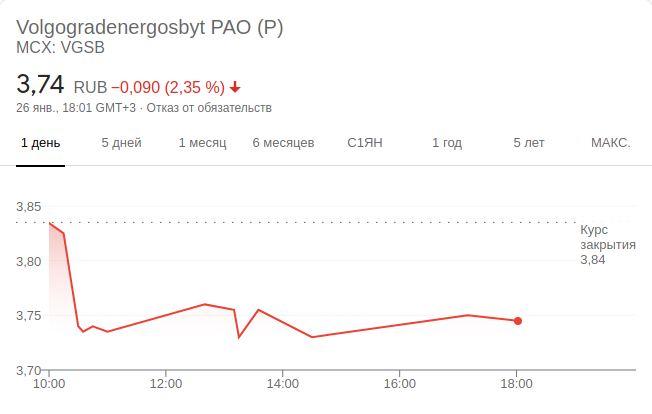 Volgogradenergosbyt PAO (P)
MCX: VGSB
3,74 RUB −0,090 (2,35 %)
26 янв., 18:01 GMT+3 · Отказ от обязательств
1 день 5 дней 1 месяц 6 месяцев С1ЯН 1 год 5 лет МАКС.
3,85
Курс
закрытия
3,84
3,80
3,75
3,70
10:00 12:00 14:00 16:00 18:00